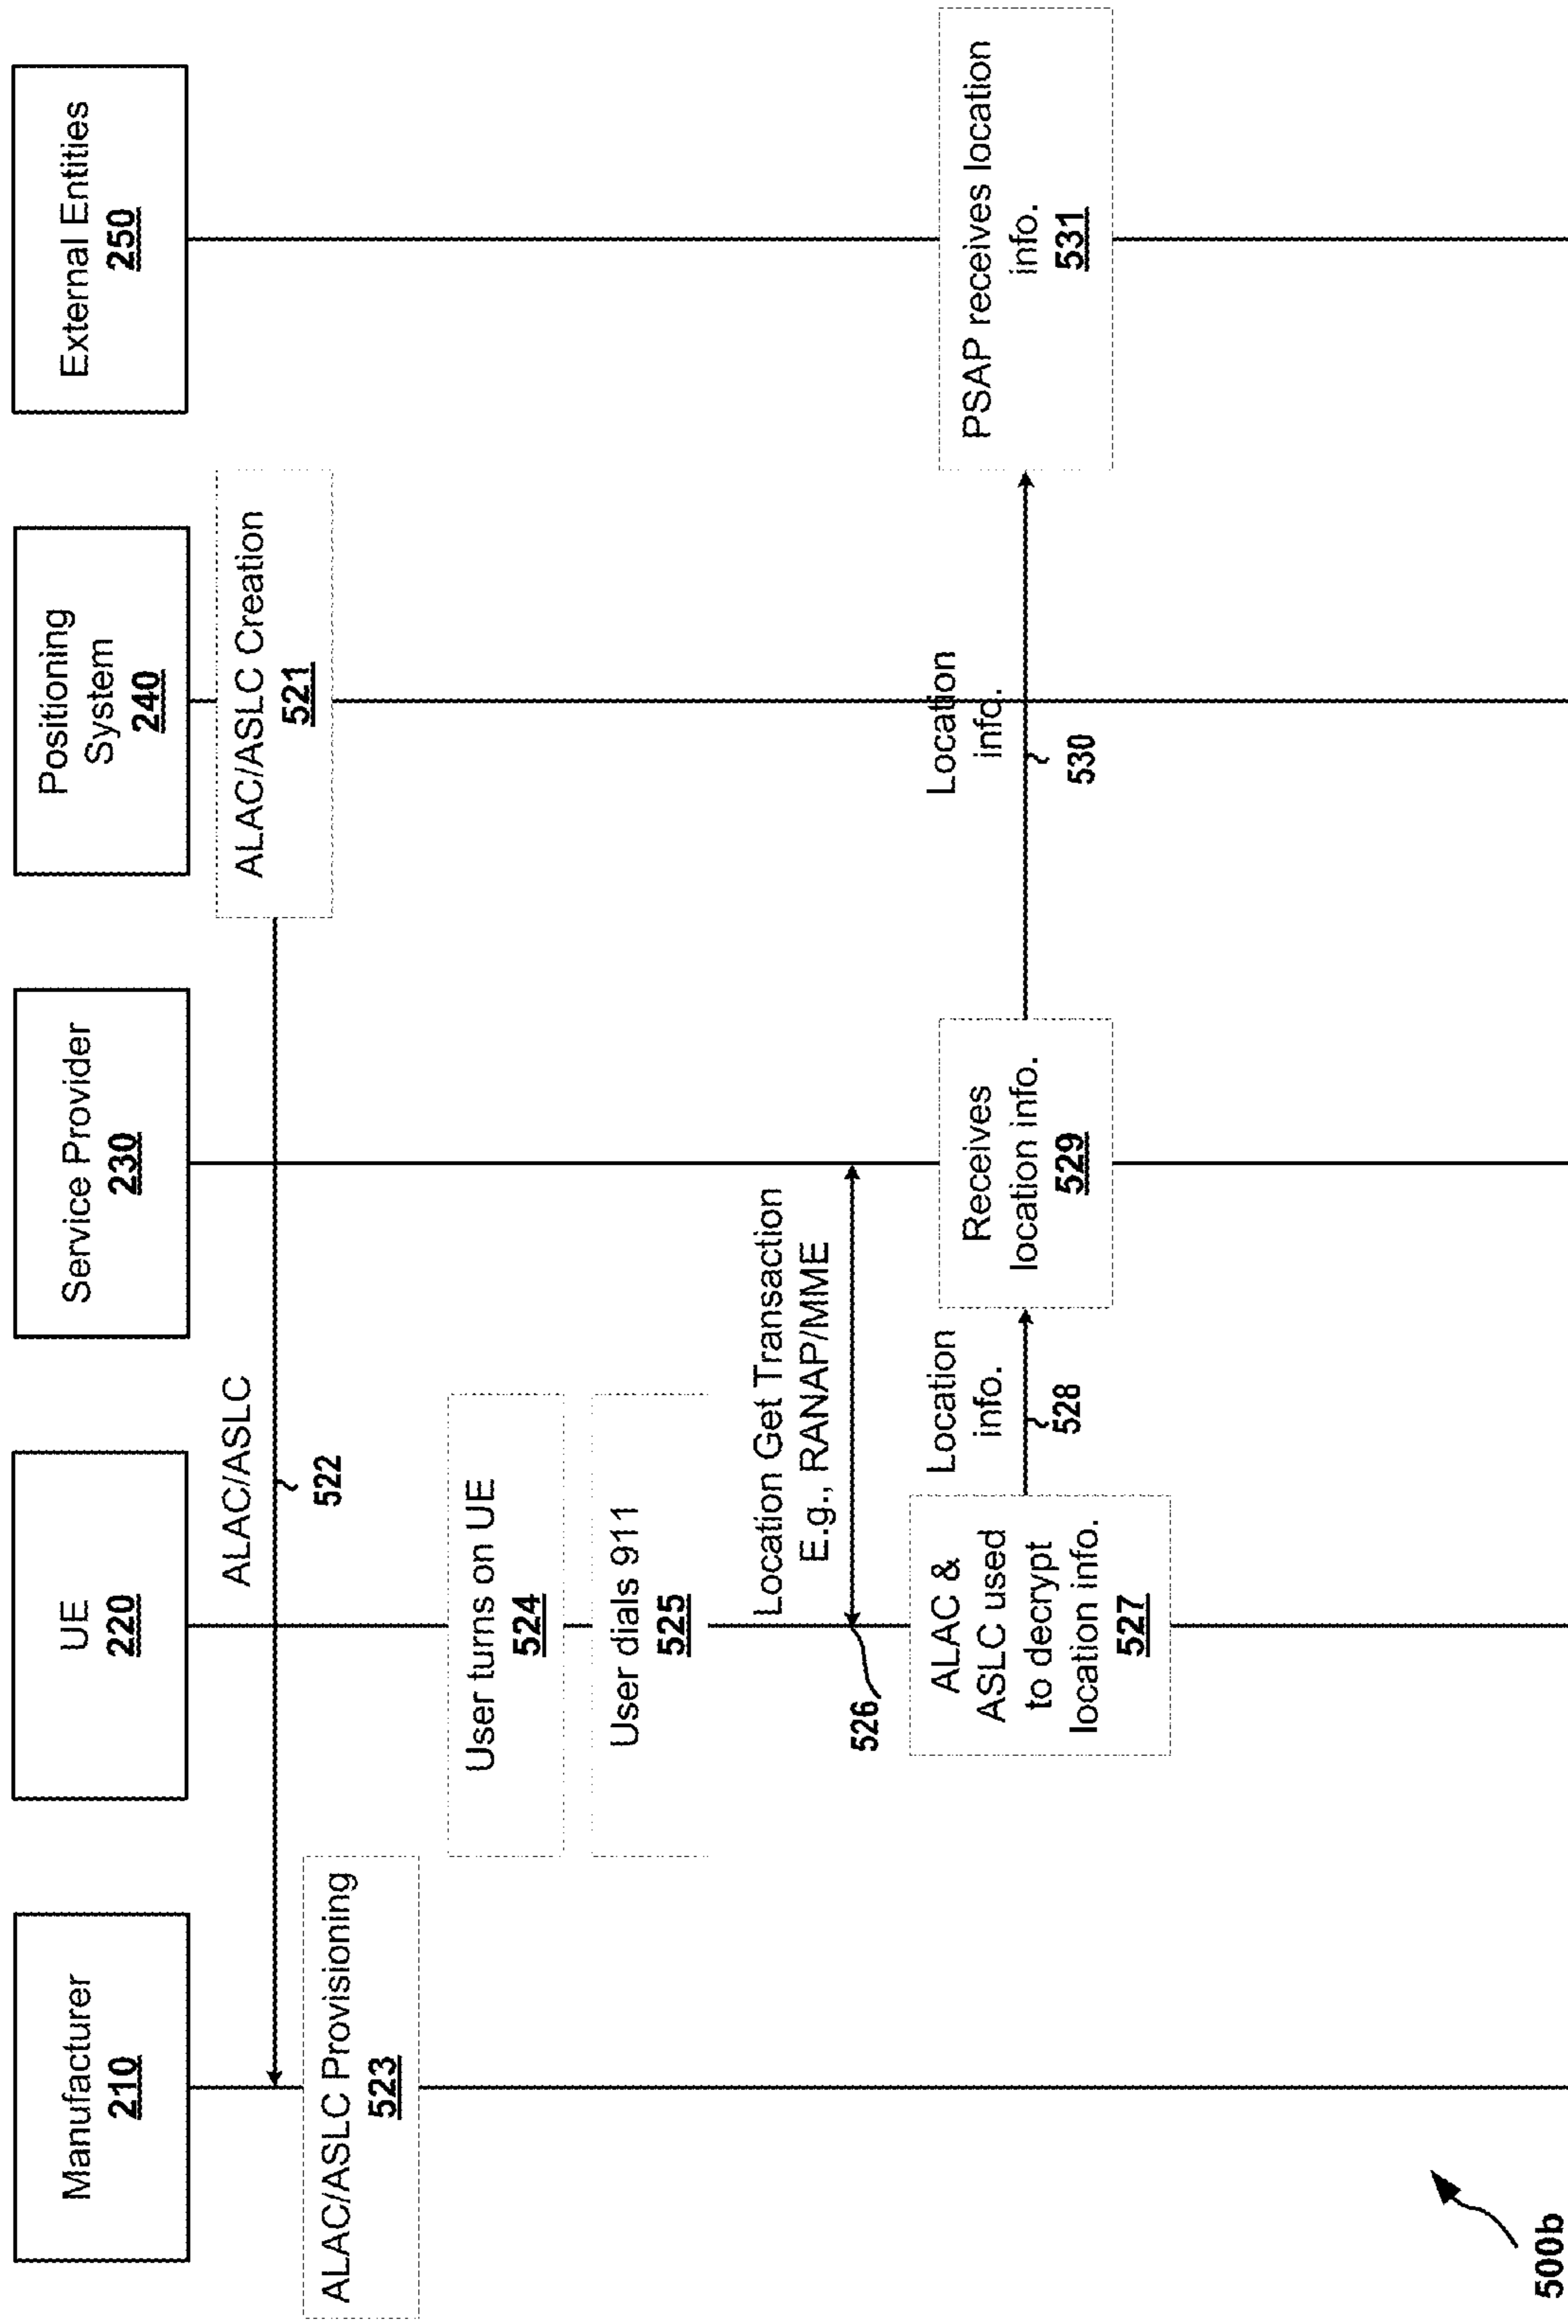 Manufacturer
210
UE
220
Service Provider
230
Positioning
System
240
External Entities
250
ALAC/ASLC Creation
521
ALAC/ASLC
522
ALAC/ASLC Provisioning
523
User turns on UE
524
User dials 911
525
Location Get Transaction
E.g., RANAP/MME
526
ALAC &
ASLC used
to decrypt
location info.
527
Location
info.
528
Receives
location info.
529
Location
info.
530
PSAP receives location
info.
531
500b